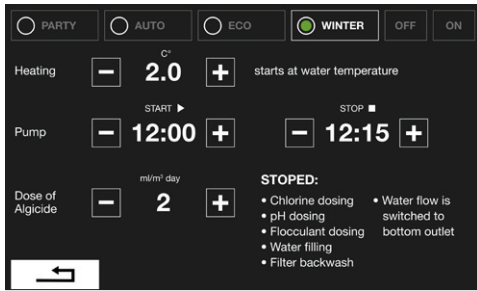 PARTY AUTO ECO WINTER OFF ON
C°
Heating − 2.0 + starts at water temperature
START ▶ STOP ■
Pump − 12:00 + − 12:15 +
ml/m³ day
Dose of
Algicide − 2 +
STOPED:
• Chlorine dosing
• pH dosing
• Flocculant dosing
• Water filling
• Filter backwash
• Water flow is
switched to
bottom outlet